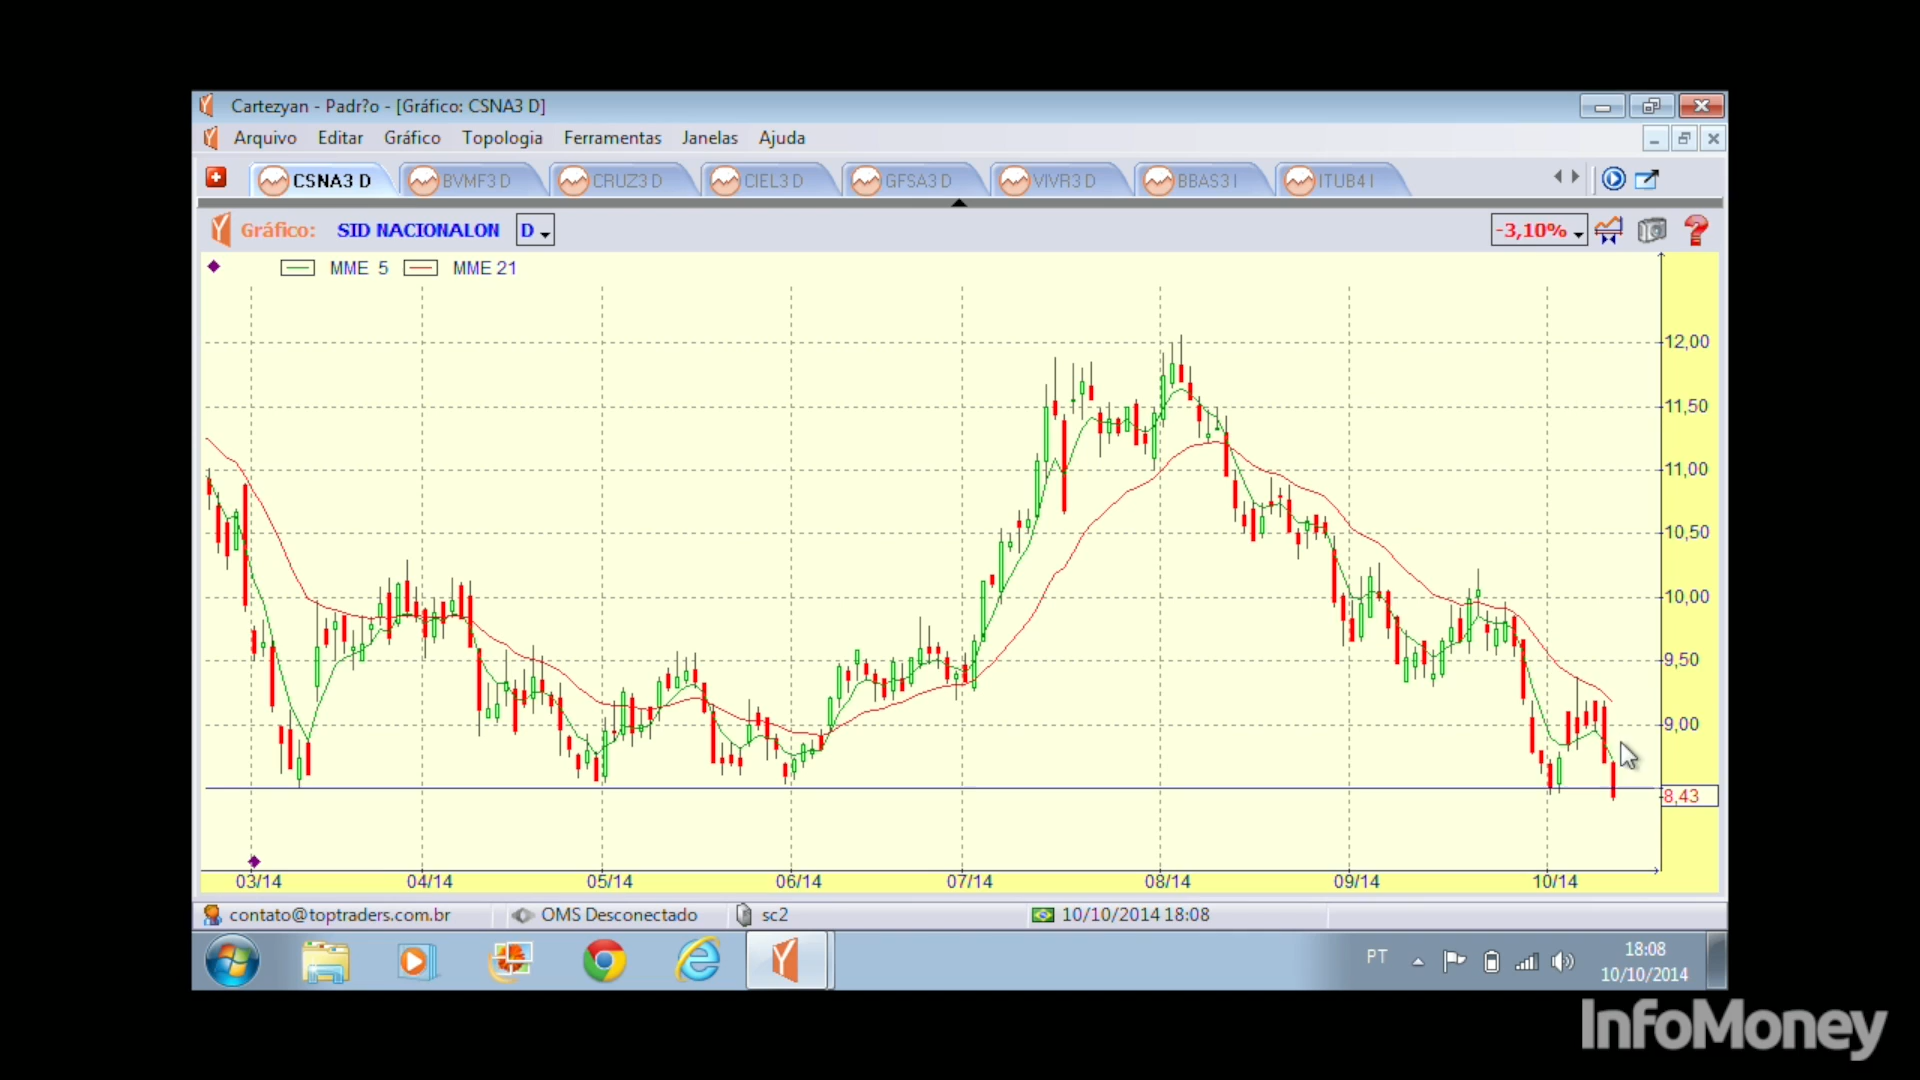 Cartezyan - Padr?o - [Gráfico: CSNA3 D]
Arquivo Editar Gráfico Topologia Ferramentas Janelas Ajuda
CSNA3 D BVMF3 D CRUZ3 D CIEL3 D GFSA3 D VIVR3 D BBAS3 I ITUB4 I
Gráfico: SID NACIONALON D -3,10%
MME 5 MME 21
12,00
11,50
11,00
10,50
10,00
9,50
9,00
8,43
03/14 04/14 05/14 06/14 07/14 08/14 09/14 10/14
contato@toptraders.com.br OMS Desconectado sc2 10/10/2014 18:08
PT 18:08
10/10/2014
InfoMoney